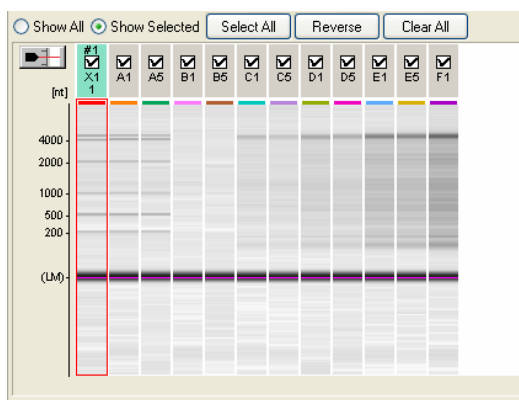 Show All Show Selected Select All Reverse Clear All
#1
X1 A1 A5 B1 B5 C1 C5 D1 D5 E1 E5 F1
1
[nt]
4000
2000
1000
500
200
(LM)